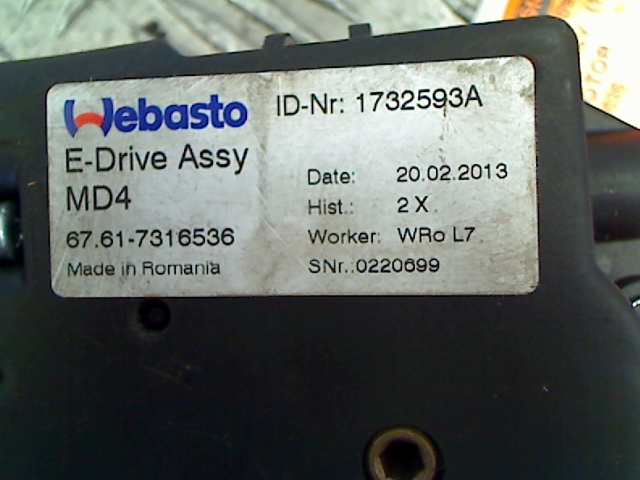 Webasto
E-Drive Assy
MD4
67.61-7316536
Made in Romania
ID-Nr: 1732593A
Date: 20.02.2013
Hist.: 2 X
Worker: WRo L7
SNr.:0220699